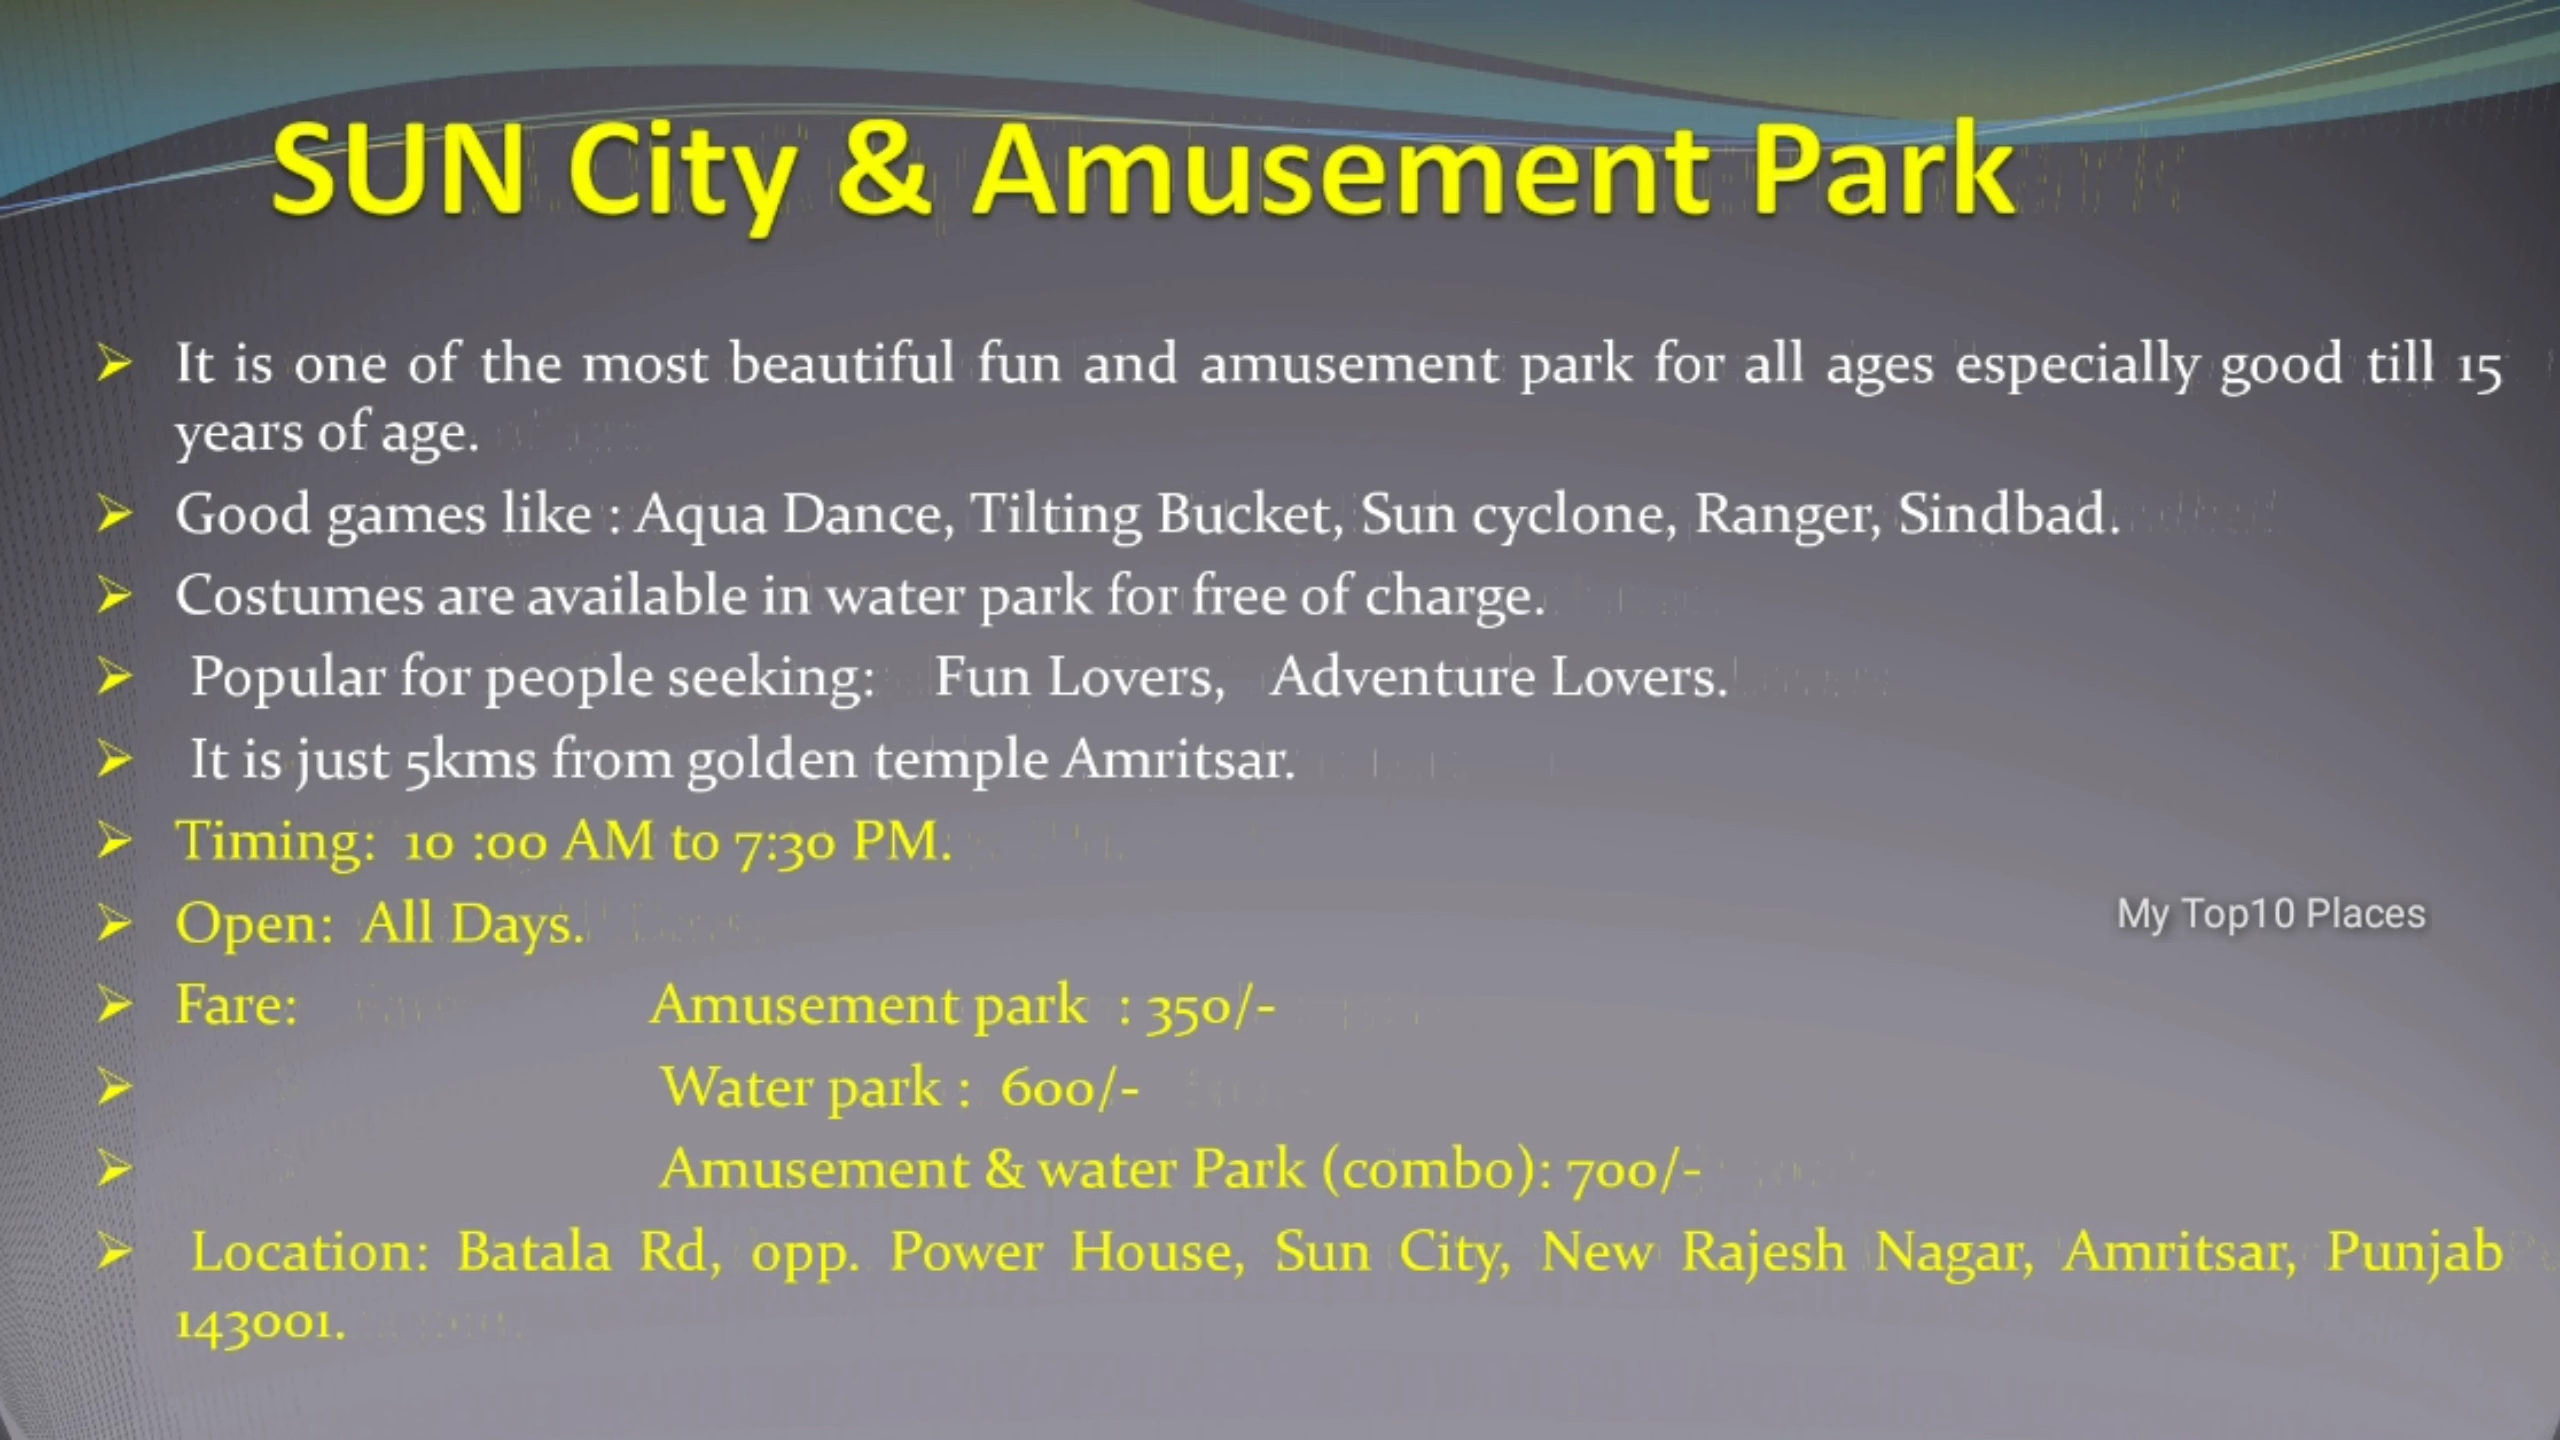 SUN City & Amusement Park
It is one of the most beautiful fun and amusement park for all ages especially good till 15
years of age.
Good games like : Aqua Dance, Tilting Bucket, Sun cyclone, Ranger, Sindbad.
Costumes are available in water park for free of charge.
Popular for people seeking: Fun Lovers, Adventure Lovers.
It is just 5kms from golden temple Amritsar.
Timing: 10 :00 AM to 7:30 PM.
Open: All Days.
My Top10 Places
Fare: Amusement park : 350/-
Water park : 600/-
Amusement & water Park (combo): 700/-
Location: Batala Rd, opp. Power House, Sun City, New Rajesh Nagar, Amritsar, Punjab
143001.